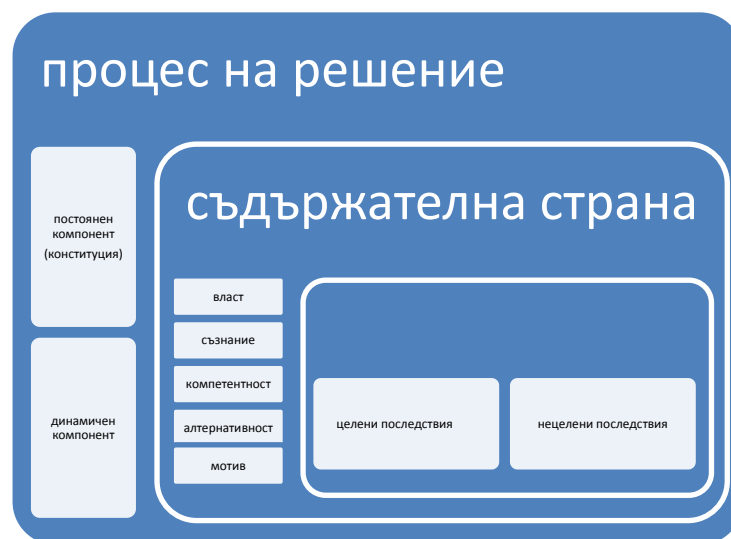 процес на решение
постоянен
компонент
(конституция)
динамичен
компонент
съдържателна страна
власт
съзнание
компетентност
алтернативност
мотив
целени последствия
нецелени последствия